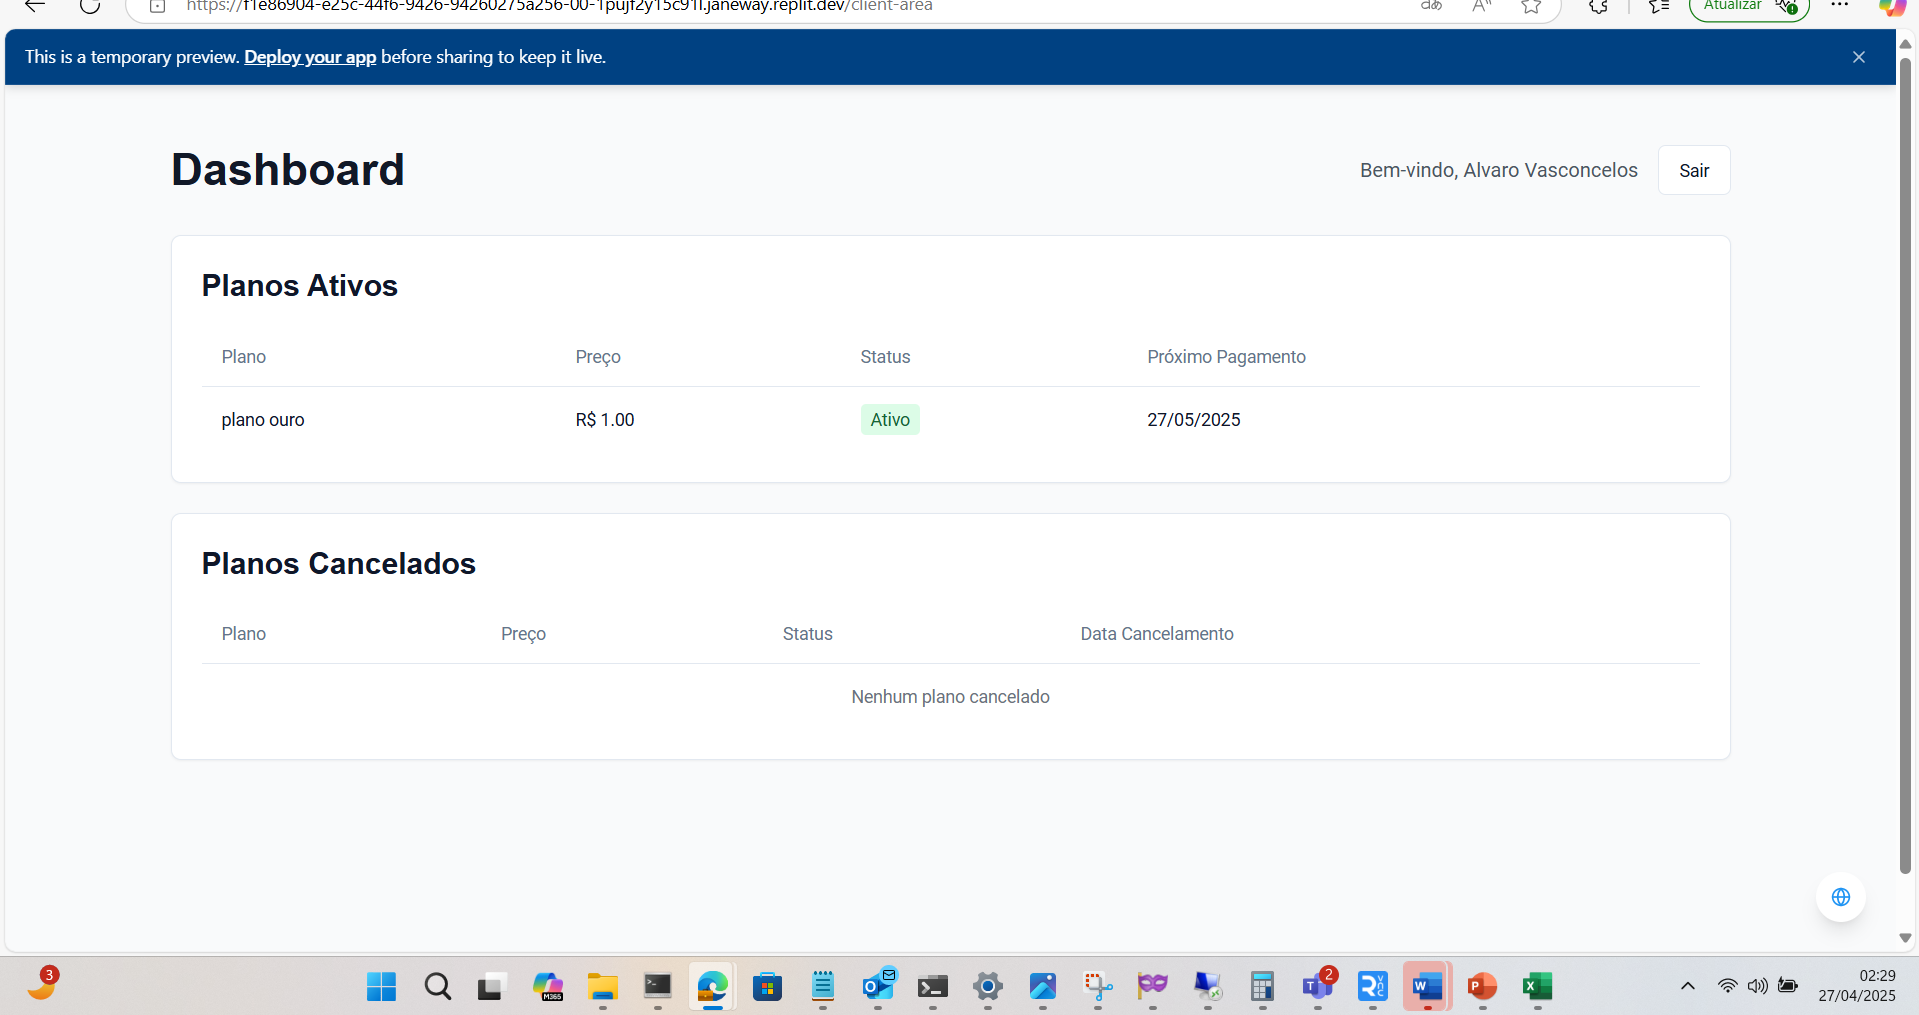 https://f1e86904-e25c-44f6-9426-94260275a256-00-1pujf2y15c91l.janeway.replit.dev/client-area
Atualizar
This is a temporary preview. Deploy your app before sharing to keep it live.
Dashboard
Bem-vindo, Alvaro Vasconcelos
Sair
Planos Ativos
Plano Preço Status Próximo Pagamento
plano ouro R$ 1.00 Ativo 27/05/2025
Planos Cancelados
Plano Preço Status Data Cancelamento
Nenhum plano cancelado
3
M365
2
02:29
27/04/2025